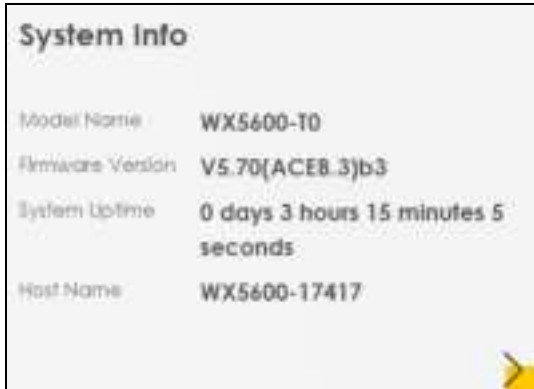 System Info
Model Name WX5600-T0
Firmware Version V5.70(ACEB.3)b3
System Uptime 0 days 3 hours 15 minutes 5
seconds
Host Name WX5600-17417